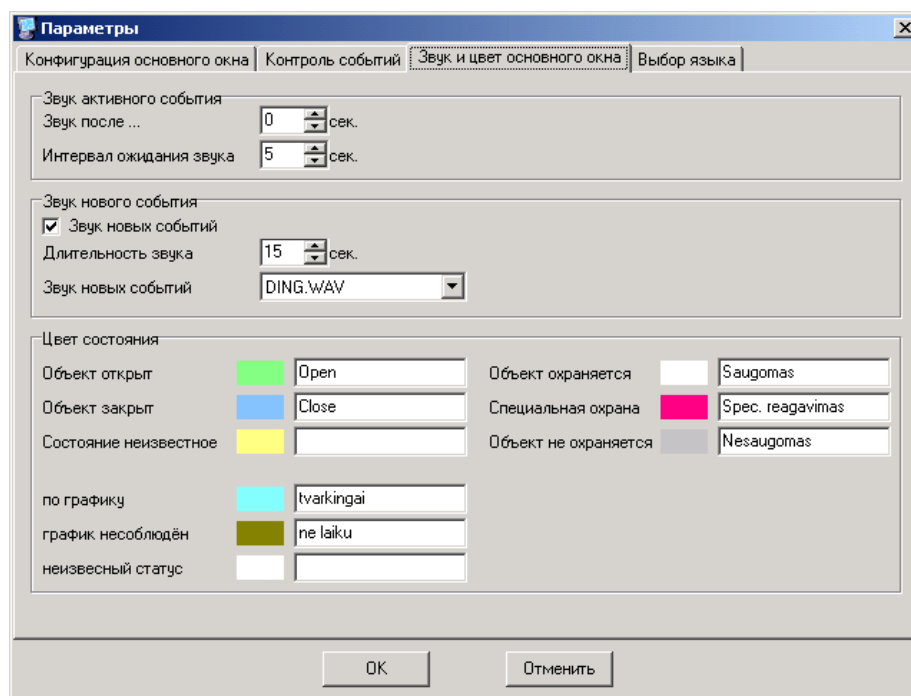 Параметры
Конфигурация основного окна Контроль событий Звук и цвет основного окна Выбор языка
Звук активного события
Звук после ... 0 сек.
Интервал ожидания звука 5 сек.
Звук нового события
Звук новых событий
Длительность звука 15 сек.
Звук новых событий DING.WAV
Цвет состояния
Объект открыт Open Объект охраняется Saugomas
Объект закрыт Close Специальная охрана Spec. reagavimas
Состояние неизвестное Объект не охраняется Nesaugomas
по графику tvarkingai
график несоблюдён ne laiku
неизвесный статус
OK Отменить